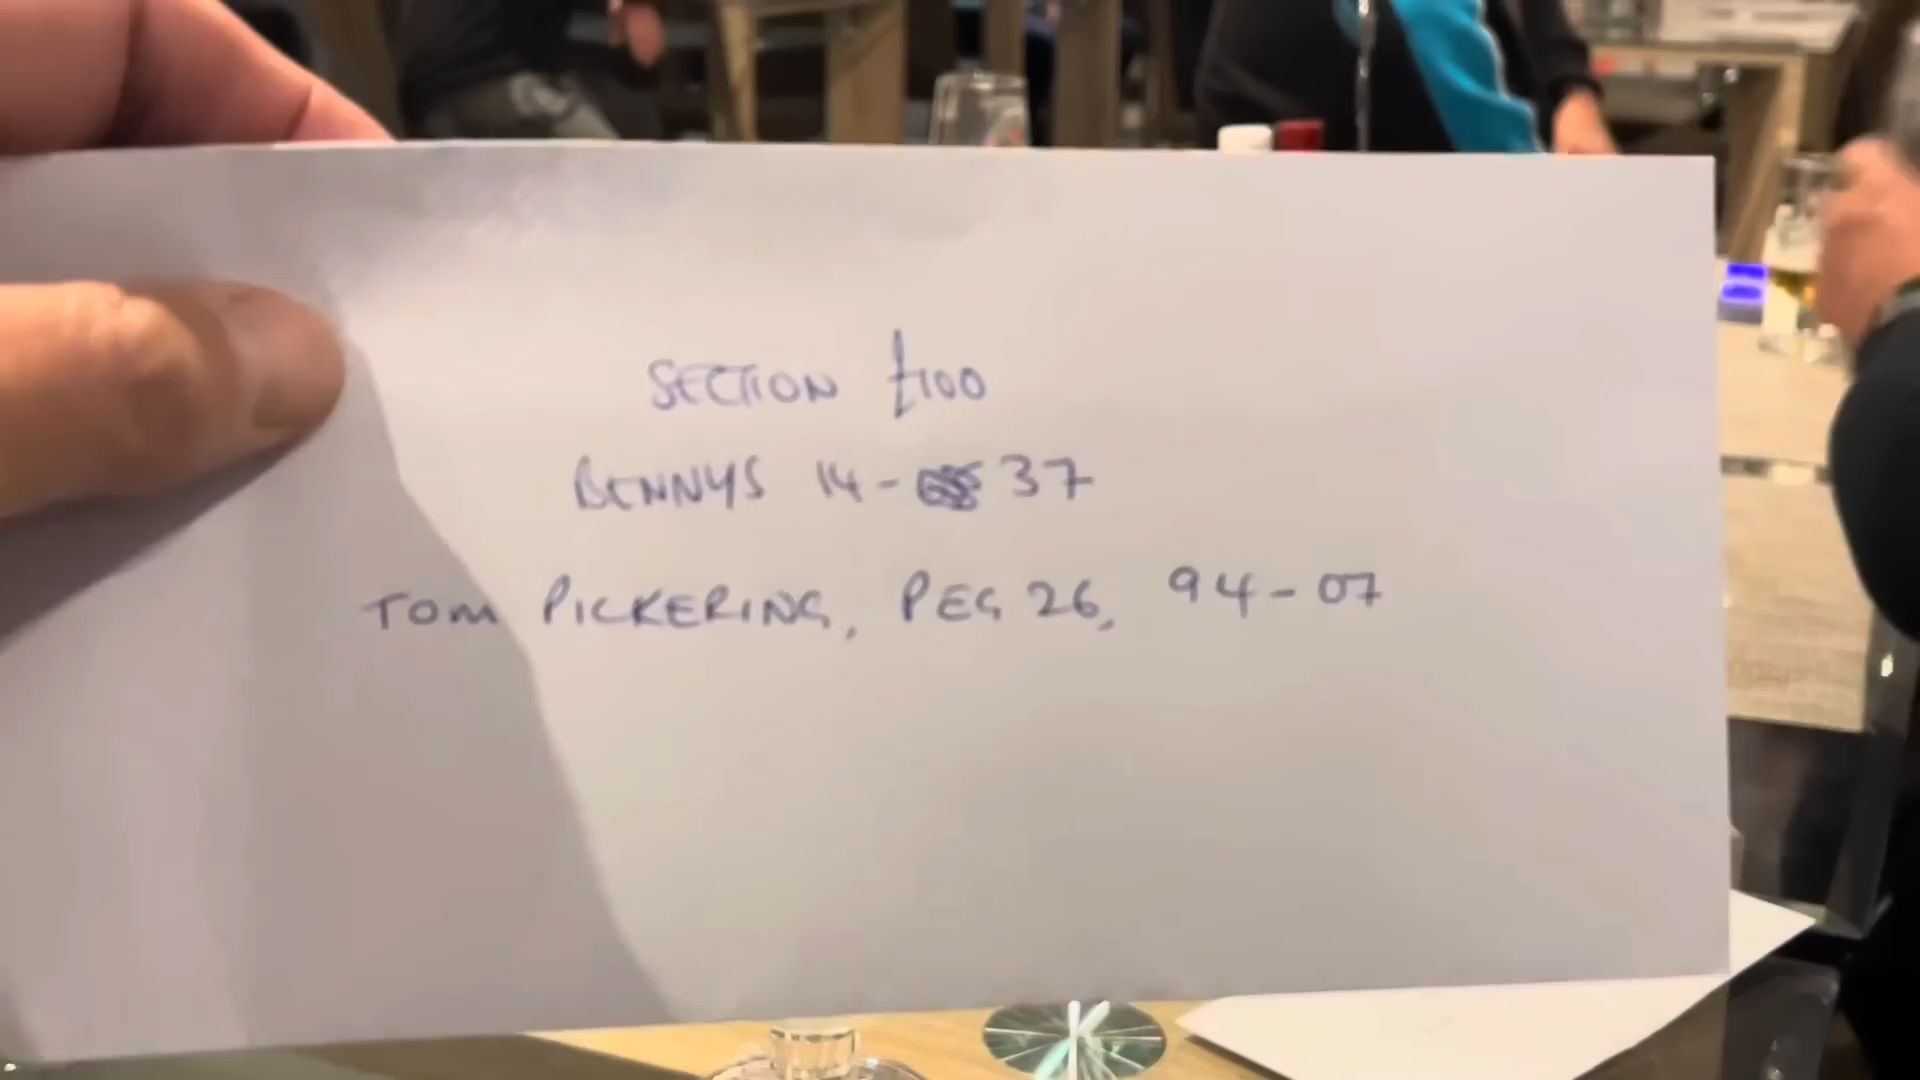 SECTION £100
BENNYS 14 - 37
TOM PICKERING, PEG 26, 94-07